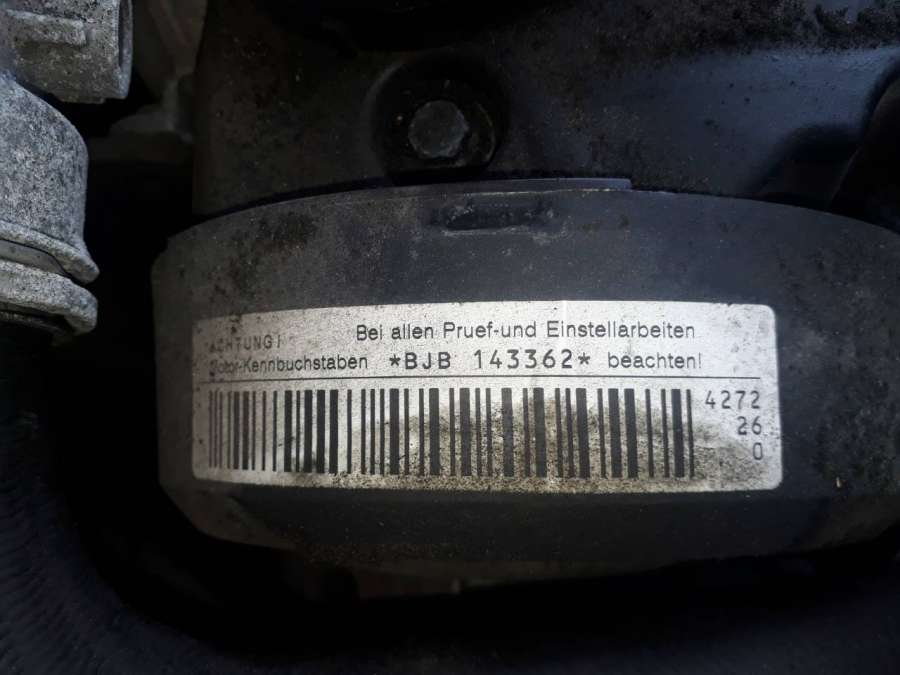 ACHTUNG! Bei allen Pruef-und Einstellarbeiten
Motor-Kennbuchstaben *BJB 143362* beachten!
4272
26
0